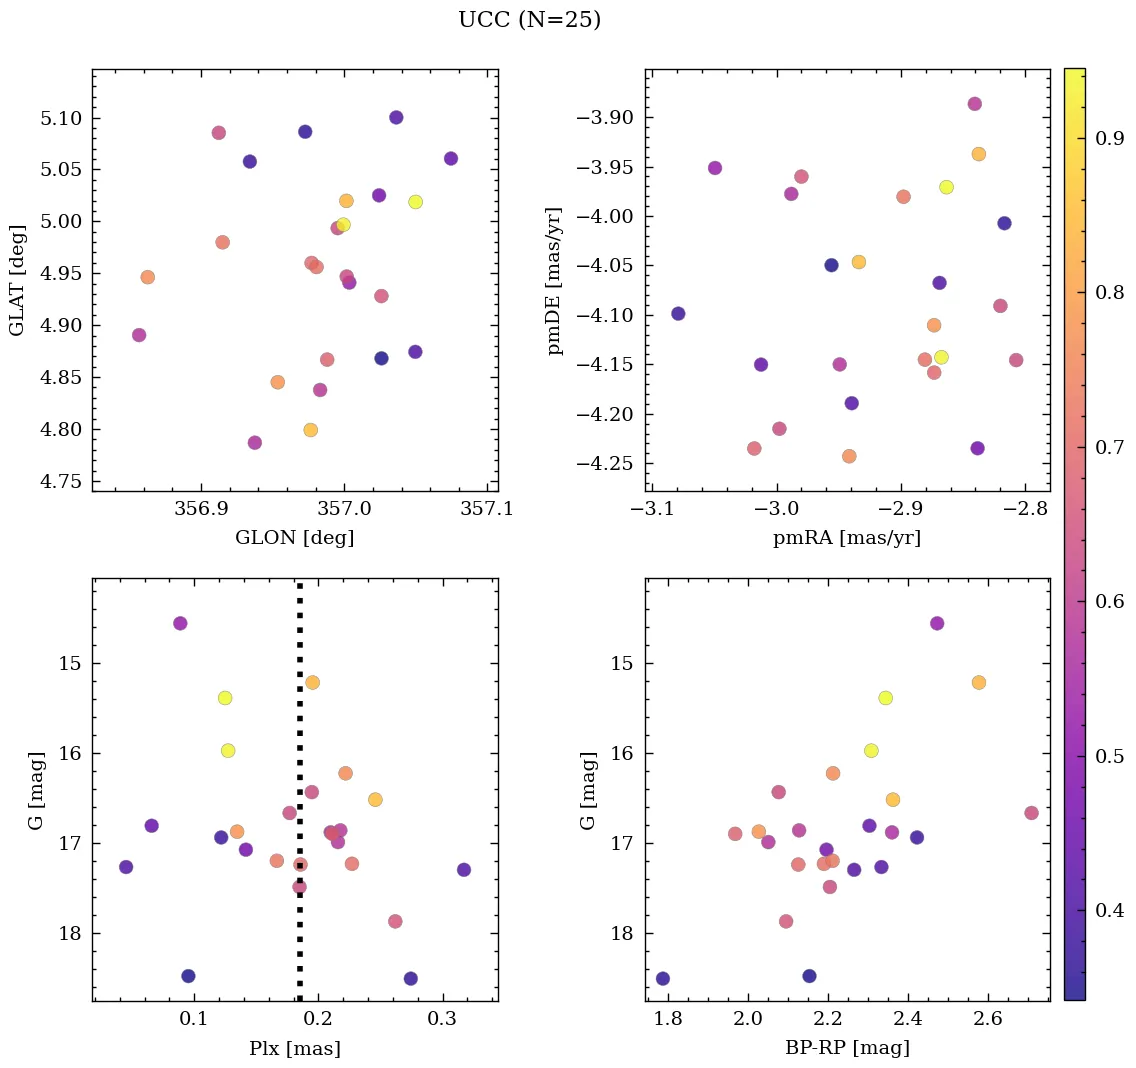 UCC (N=25)
5.10
5.05
5.00
4.95
4.90
4.85
4.80
4.75
GLAT [deg]
356.9 357.0 357.1
GLON [deg]
−3.90
−3.95
−4.00
−4.05
−4.10
−4.15
−4.20
−4.25
pmDE [mas/yr]
−3.1 −3.0 −2.9 −2.8
pmRA [mas/yr]
15
16
17
18
G [mag]
0.1 0.2 0.3
Plx [mas]
15
16
17
18
G [mag]
1.8 2.0 2.2 2.4 2.6
BP-RP [mag]
0.9
0.8
0.7
0.6
0.5
0.4